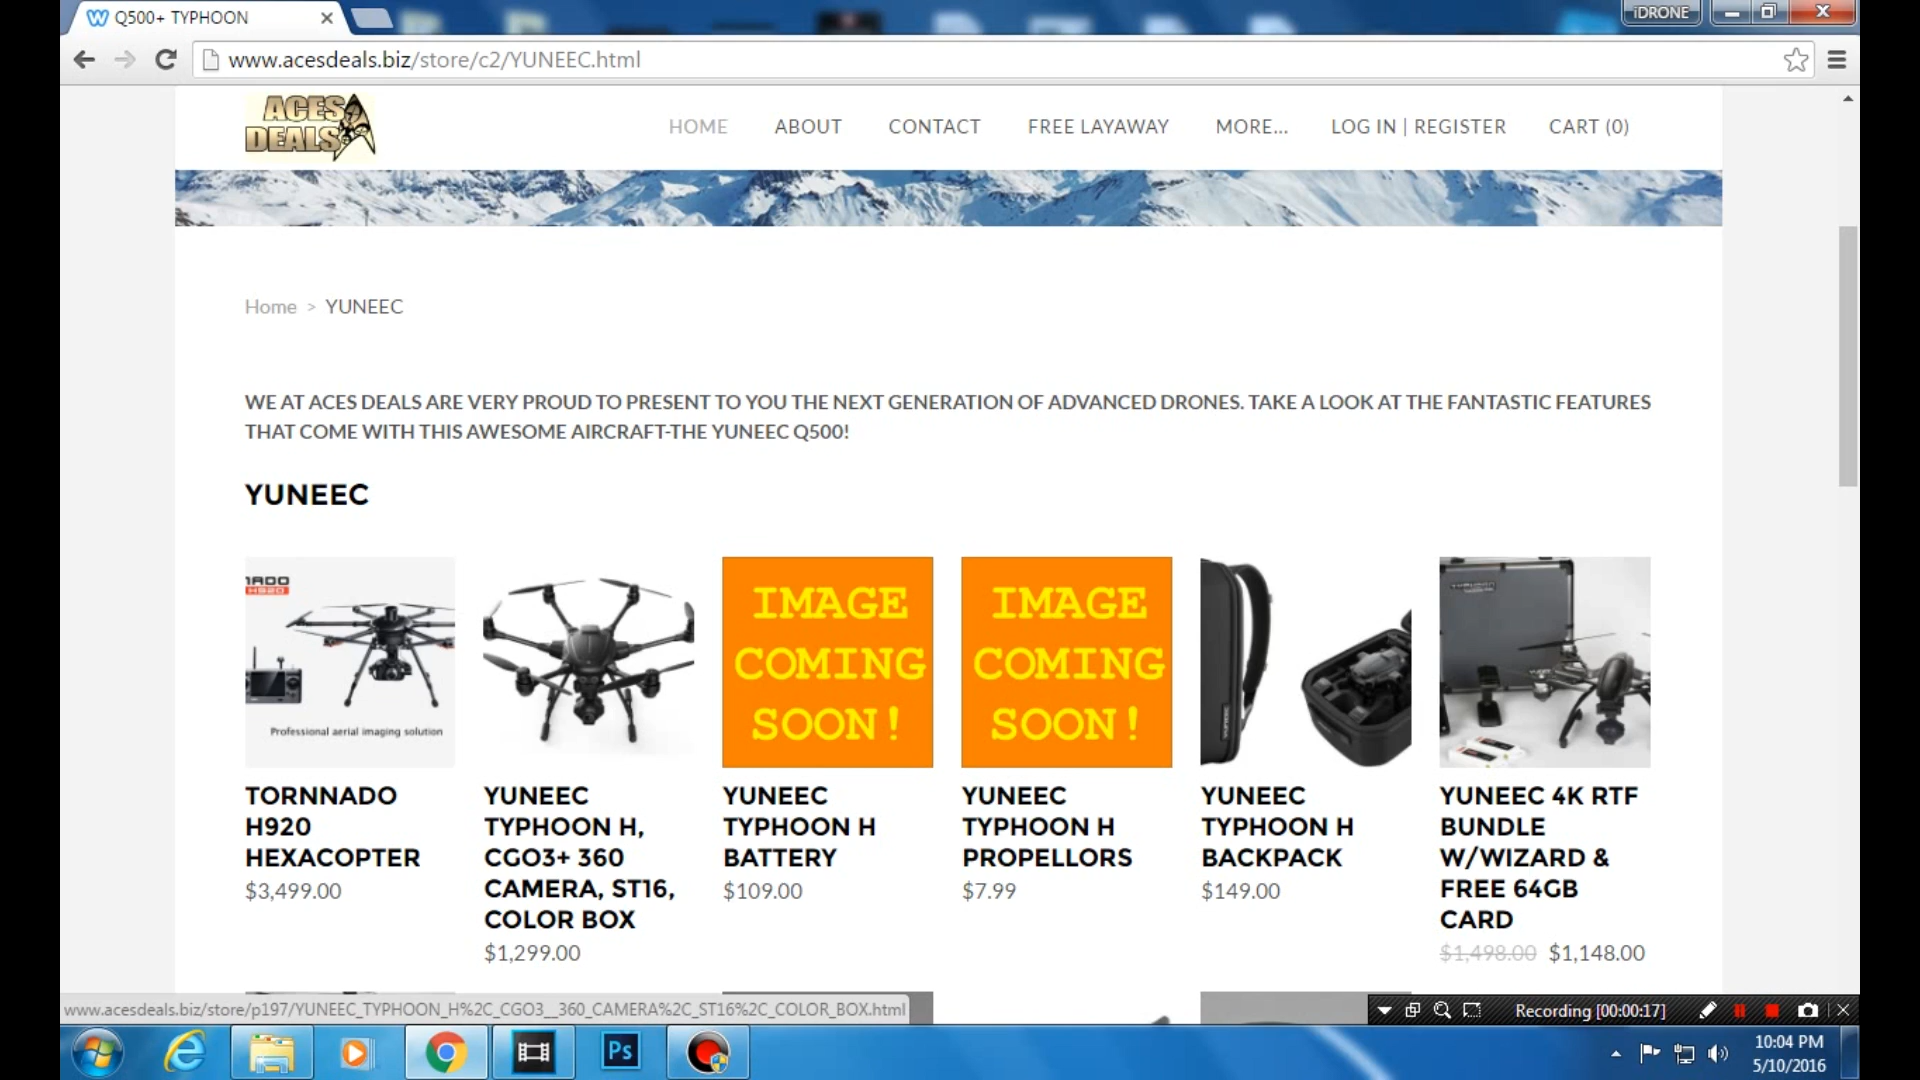 Q500+ TYPHOON
iDRONE
www.acesdeals.biz/store/c2/YUNEEC.html
ACES
DEALS
HOME
ABOUT
CONTACT
FREE LAYAWAY
MORE...
LOG IN | REGISTER
CART (0)
Home > YUNEEC
WE AT ACES DEALS ARE VERY PROUD TO PRESENT TO YOU THE NEXT GENERATION OF ADVANCED DRONES. TAKE A LOOK AT THE FANTASTIC FEATURES
THAT COME WITH THIS AWESOME AIRCRAFT-THE YUNEEC Q500!
YUNEEC
NADO
H920
Professional aerial imaging solution
TORNNADO
H920
HEXACOPTER
$3,499.00
YUNEEC
TYPHOON H,
CGO3+ 360
CAMERA, ST16,
COLOR BOX
$1,299.00
IMAGE
COMING
SOON!
YUNEEC
TYPHOON H
BATTERY
$109.00
IMAGE
COMING
SOON!
YUNEEC
TYPHOON H
PROPELLORS
$7.99
YUNEEC
TYPHOON H
BACKPACK
$149.00
YUNEEC 4K RTF
BUNDLE
W/WIZARD &
FREE 64GB
CARD
$1,498.00 $1,148.00
www.acesdeals.biz/store/p197/YUNEEC_TYPHOON_H%2C_CGO3__360_CAMERA%2C_ST16%2C_COLOR_BOX.html
Recording [00:00:17]
Ps
10:04 PM
5/10/2016